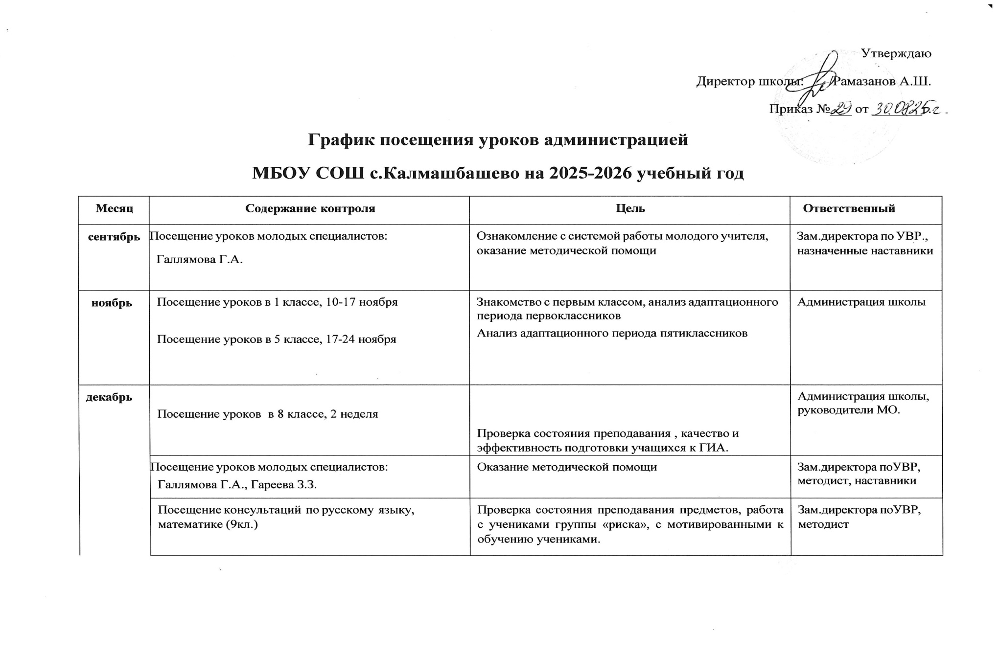 Утверждаю
Директор школы: Рамазанов А.Ш.
Приказ №29 от 30.08.25 г.
График посещения уроков администрацией
МБОУ СОШ с.Калмашбашево на 2025-2026 учебный год
Месяц
Содержание контроля
Цель
Ответственный
сентябрь
Посещение уроков молодых специалистов:
Галлямова Г.А.
Ознакомление с системой работы молодого учителя,
оказание методической помощи
Зам.директора по УВР.,
назначенные наставники
ноябрь
Посещение уроков в 1 классе, 10-17 ноября
Посещение уроков в 5 классе, 17-24 ноября
Знакомство с первым классом, анализ адаптационного
периода первоклассников
Анализ адаптационного периода пятиклассников
Администрация школы
декабрь
Посещение уроков в 8 классе, 2 неделя
Проверка состояния преподавания , качество и
эффективность подготовки учащихся к ГИА.
Администрация школы,
руководители МО.
Посещение уроков молодых специалистов:
Галлямова Г.А., Гареева З.З.
Оказание методической помощи
Зам.директора поУВР,
методист, наставники
Посещение консультаций по русскому языку,
математике (9кл.)
Проверка состояния преподавания предметов, работа
с учениками группы «риска», с мотивированными к
обучению учениками.
Зам.директора поУВР,
методист